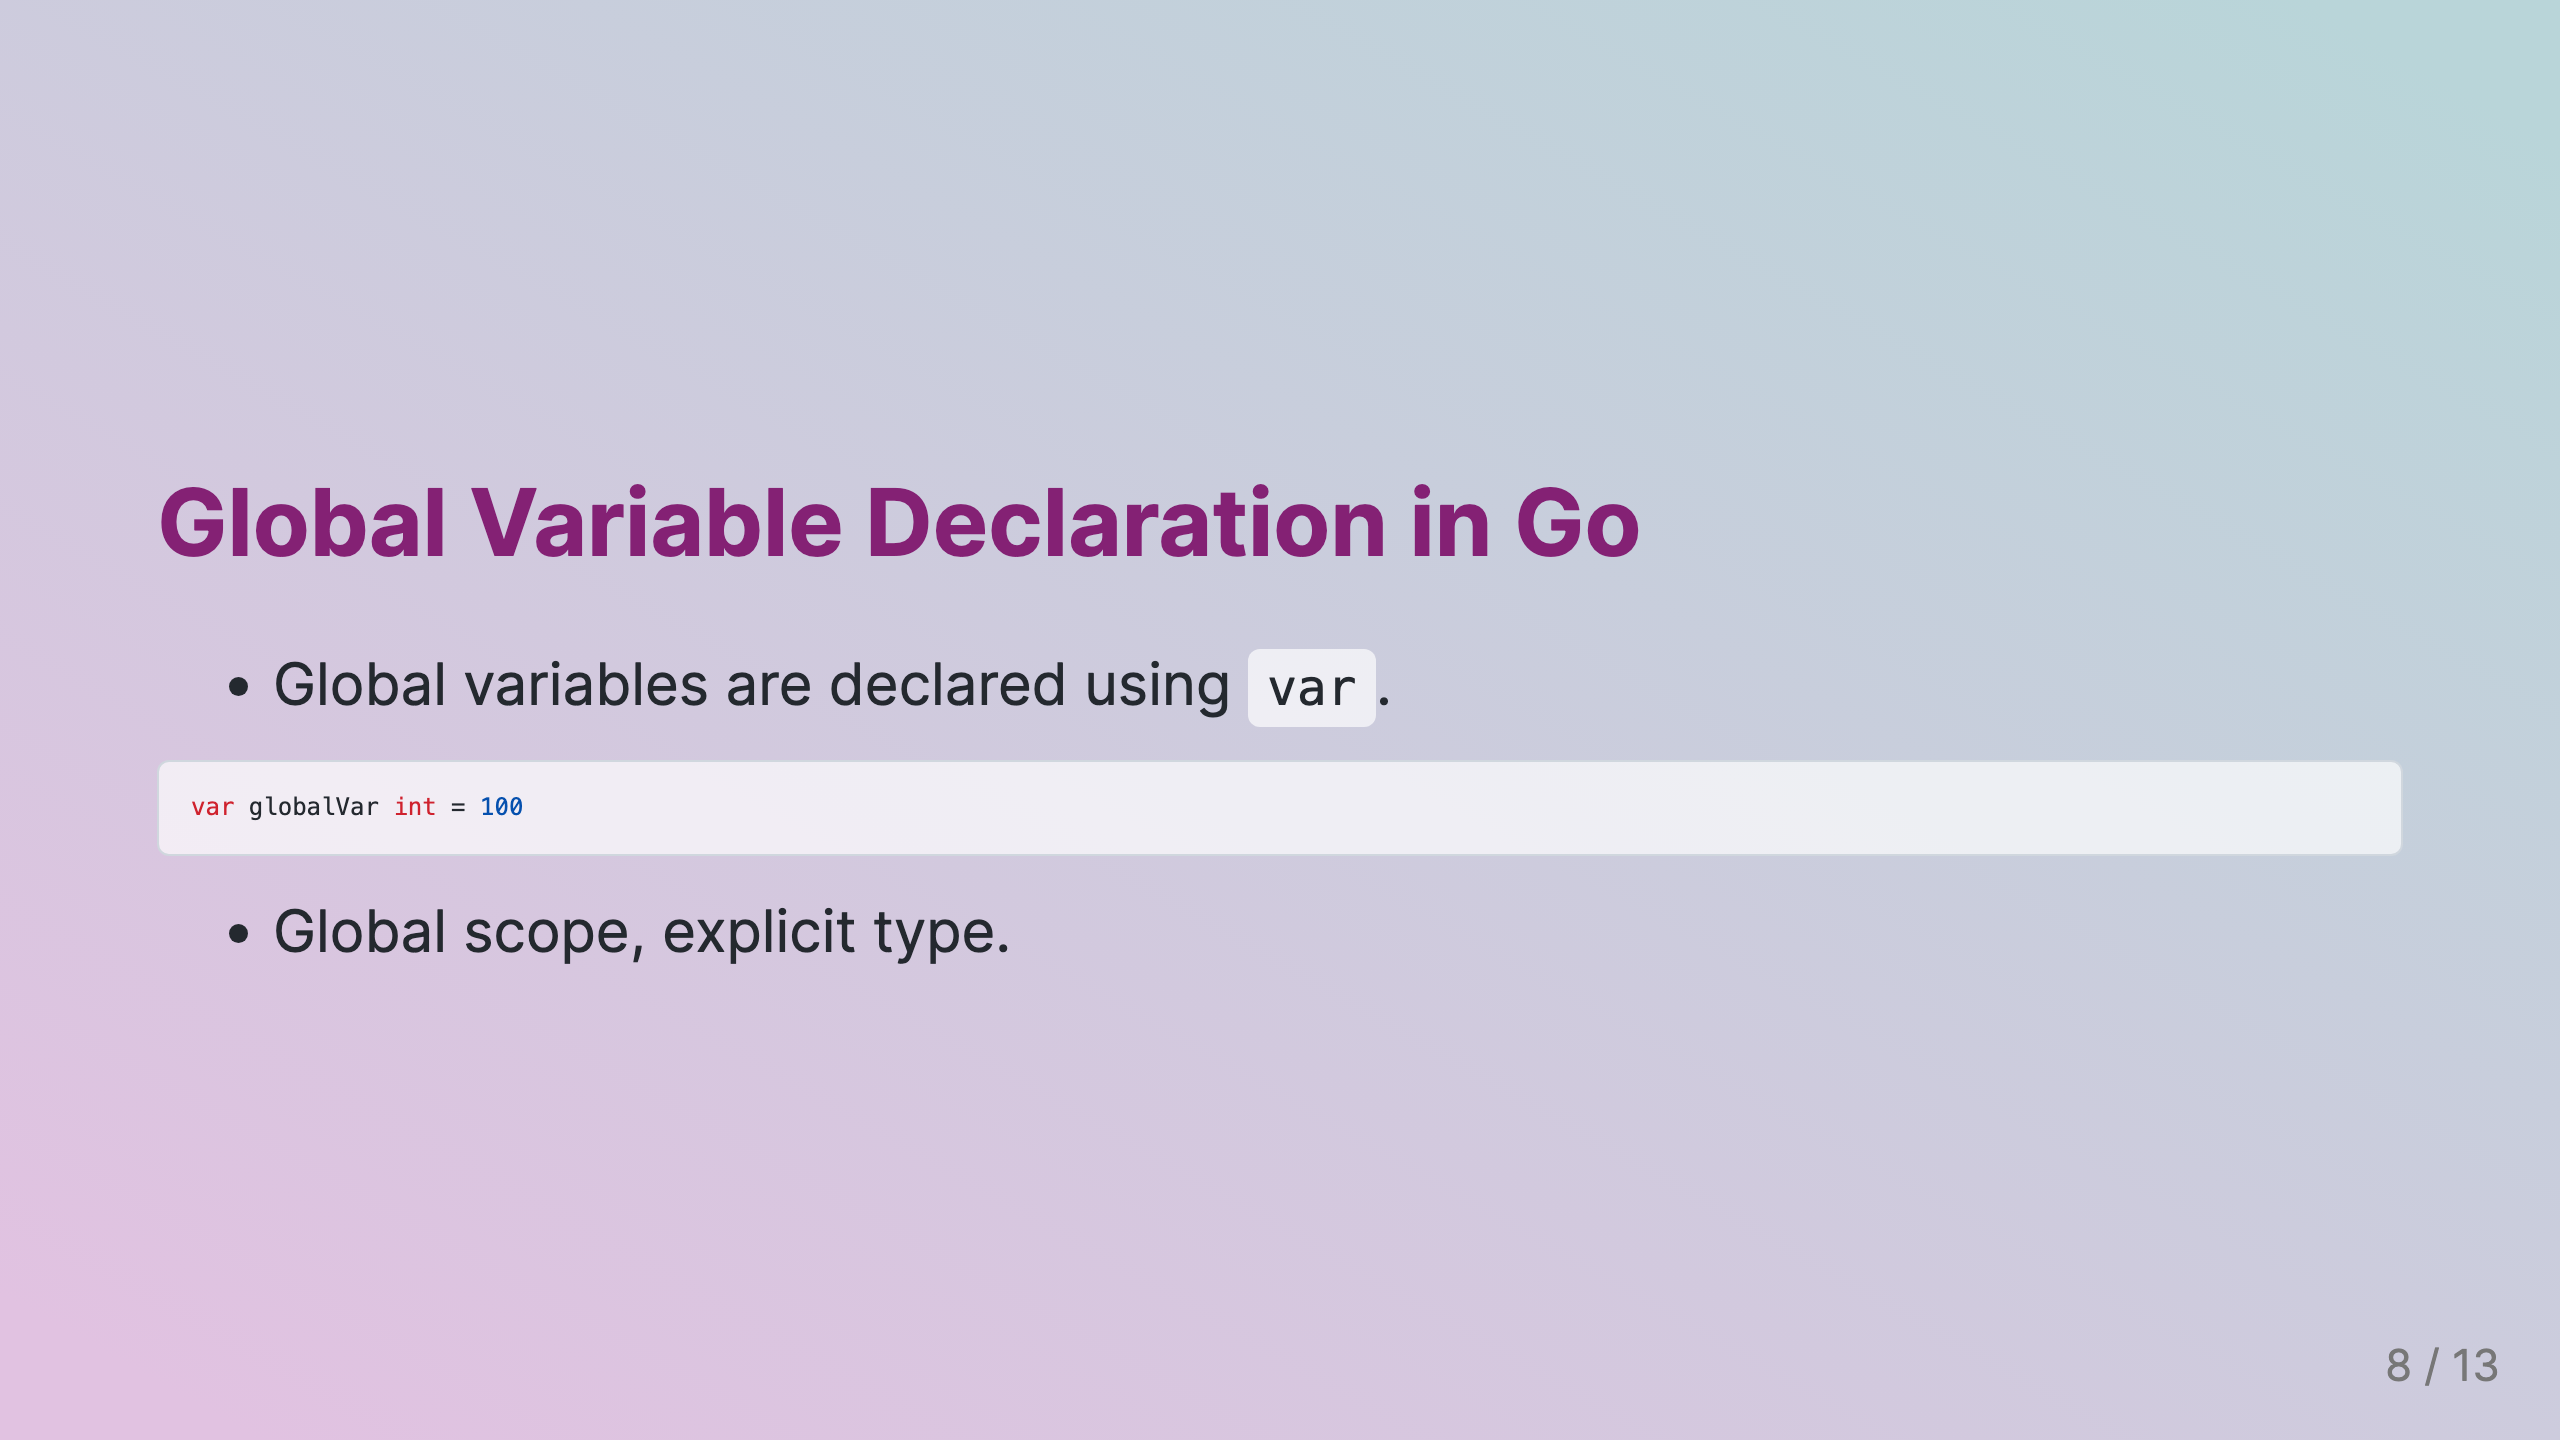 Global Variable Declaration in Go
• Global variables are declared using var.
var globalVar int = 100
• Global scope, explicit type.
8 / 13